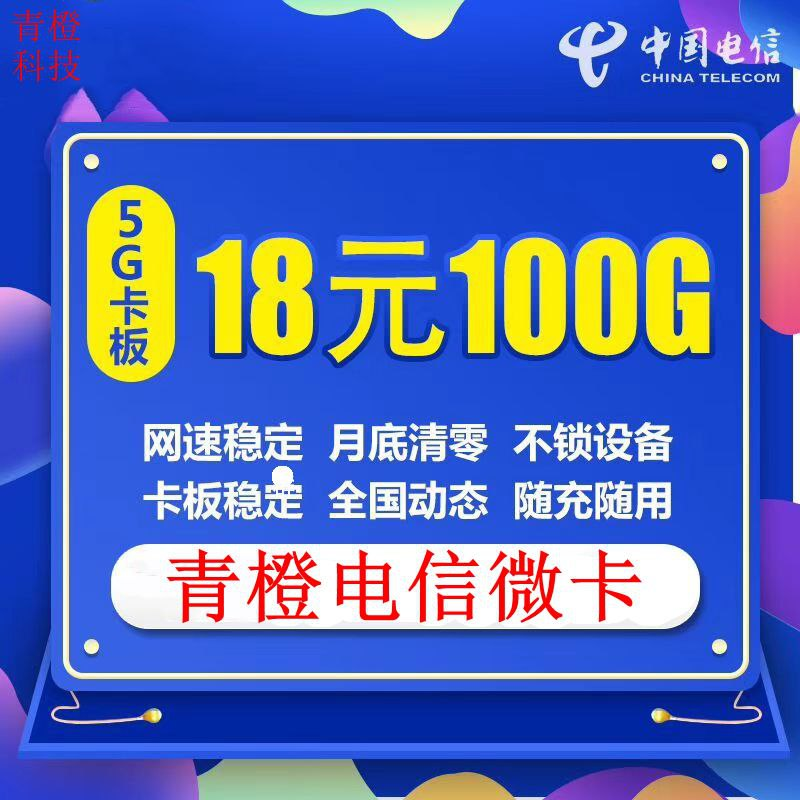 青橙
科技
中国电信
CHINA TELECOM
5G卡板
18元100G
网速稳定 月底清零 不锁设备
卡板稳定 全国动态 随充随用
青橙电信微卡